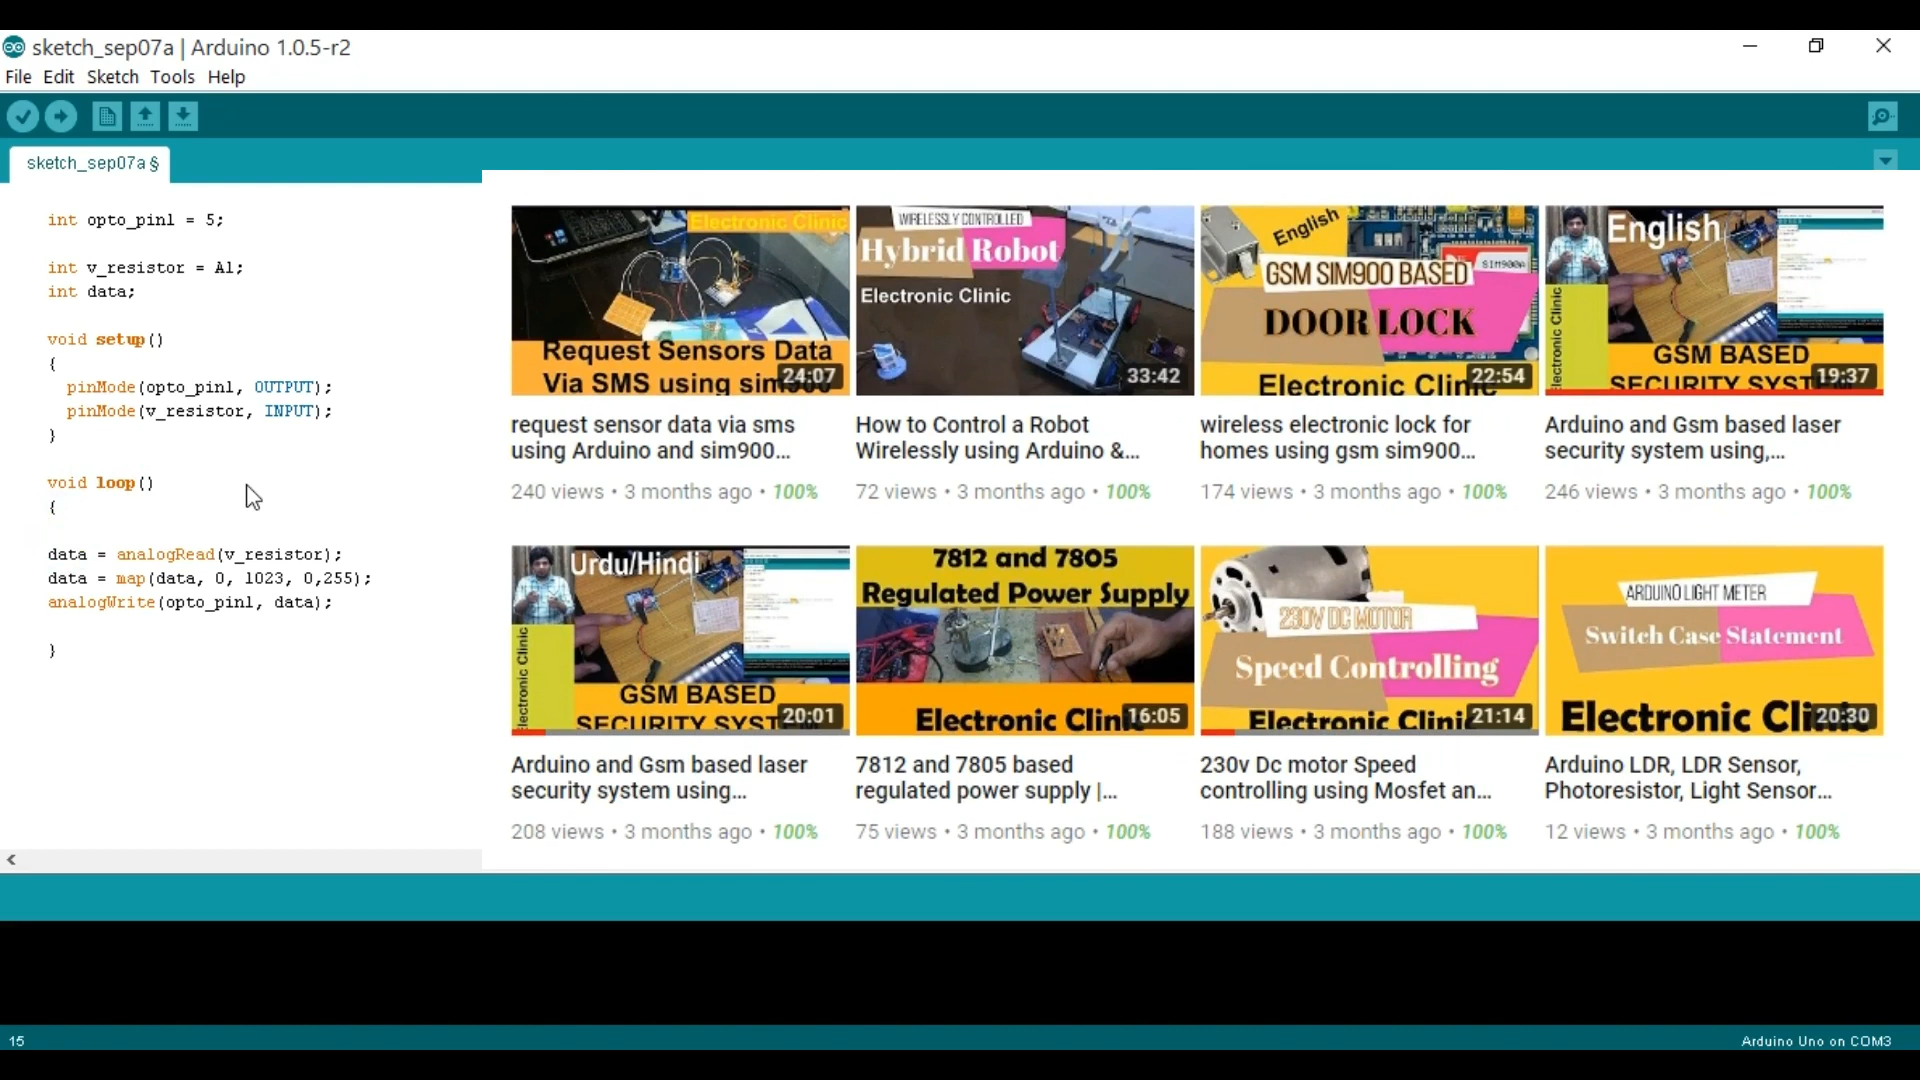 sketch_sep07a | Arduino 1.0.5-r2
File Edit Sketch Tools Help
sketch_sep07a §
int opto_pin1 = 5;
int v_resistor = A1;
int data;
void setup()
{
pinMode(opto_pin1, OUTPUT);
pinMode(v_resistor, INPUT);
}
void loop()
{
data = analogRead(v_resistor);
data = map(data, 0, 1023, 0,255);
analogWrite(opto_pin1, data);
}
Electronic Clinic
Request Sensors Data
Via SMS using sim900
24:07
request sensor data via sms
using Arduino and sim900...
240 views • 3 months ago • 100%
WIRELESSLY CONTROLLED
Hybrid Robot
Electronic Clinic
33:42
How to Control a Robot
Wirelessly using Arduino &...
72 views • 3 months ago • 100%
English
SIM900A
GSM SIM900 BASED
DOOR LOCK
Electronic Clinic
22:54
wireless electronic lock for
homes using gsm sim900...
174 views • 3 months ago • 100%
English
Electronic Clinic
GSM BASED
SECURITY SYST
19:37
Arduino and Gsm based laser
security system using,...
246 views • 3 months ago • 100%
Urdu/Hindi
Electronic Clinic
GSM BASED
SECURITY SYST
20:01
Arduino and Gsm based laser
security system using...
208 views • 3 months ago • 100%
7812 and 7805
Regulated Power Supply
Electronic Clinic
16:05
7812 and 7805 based
regulated power supply |...
75 views • 3 months ago • 100%
230V DC MOTOR
Speed Controlling
Electronic Clinic
21:14
230v Dc motor Speed
controlling using Mosfet an...
188 views • 3 months ago • 100%
ARDUINO LIGHT METER
Switch Case Statement
Electronic Clinic
20:30
Arduino LDR, LDR Sensor,
Photoresistor, Light Sensor...
12 views • 3 months ago • 100%
15
Arduino Uno on COM3